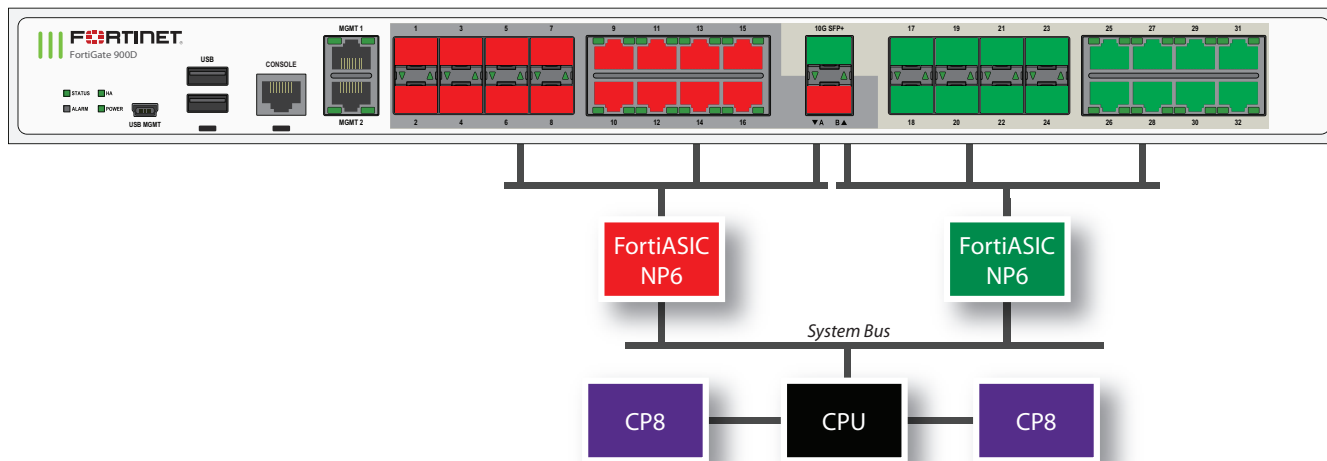 FORTINET
FortiGate 900D
STATUS HA
ALARM POWER
USB MGMT
USB
CONSOLE
MGMT 1
MGMT 2
1 3 5 7 9 11 13 15 10G SFP+ 17 19 21 23 25 27 29 31
2 4 6 8 10 12 14 16 ▼A B▲ 18 20 22 24 26 28 30 32
FortiASIC
NP6
FortiASIC
NP6
System Bus
CP8
CPU
CP8